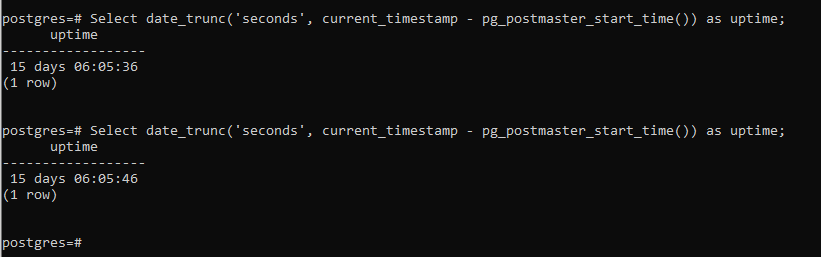 postgres=# Select date_trunc('seconds', current_timestamp - pg_postmaster_start_time()) as uptime;
      uptime
------------------
 15 days 06:05:36
(1 row)
postgres=# Select date_trunc('seconds', current_timestamp - pg_postmaster_start_time()) as uptime;
      uptime
------------------
 15 days 06:05:46
(1 row)
postgres=#